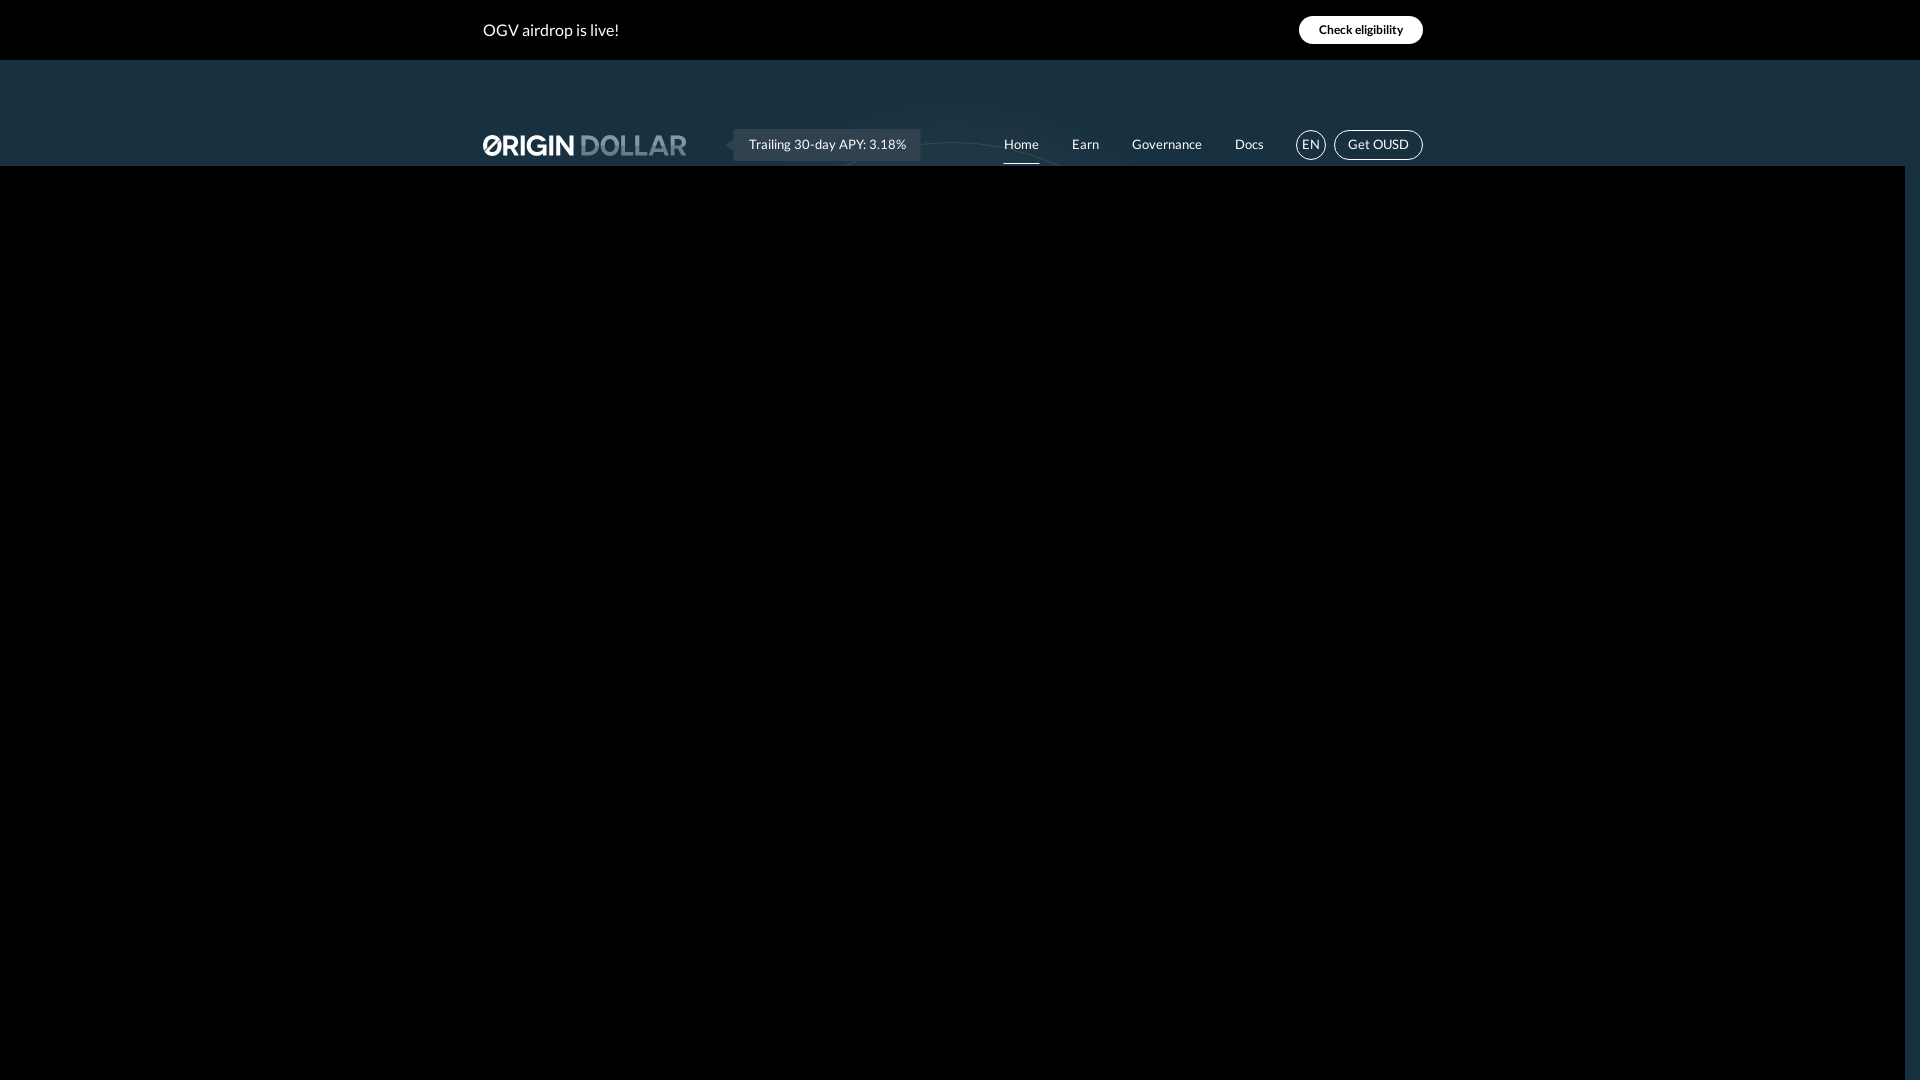 OGV airdrop is live!
Check eligibility
ORIGIN DOLLAR
Trailing 30-day APY: 3.18%
Home
Earn
Governance
Docs
EN
Get OUSD